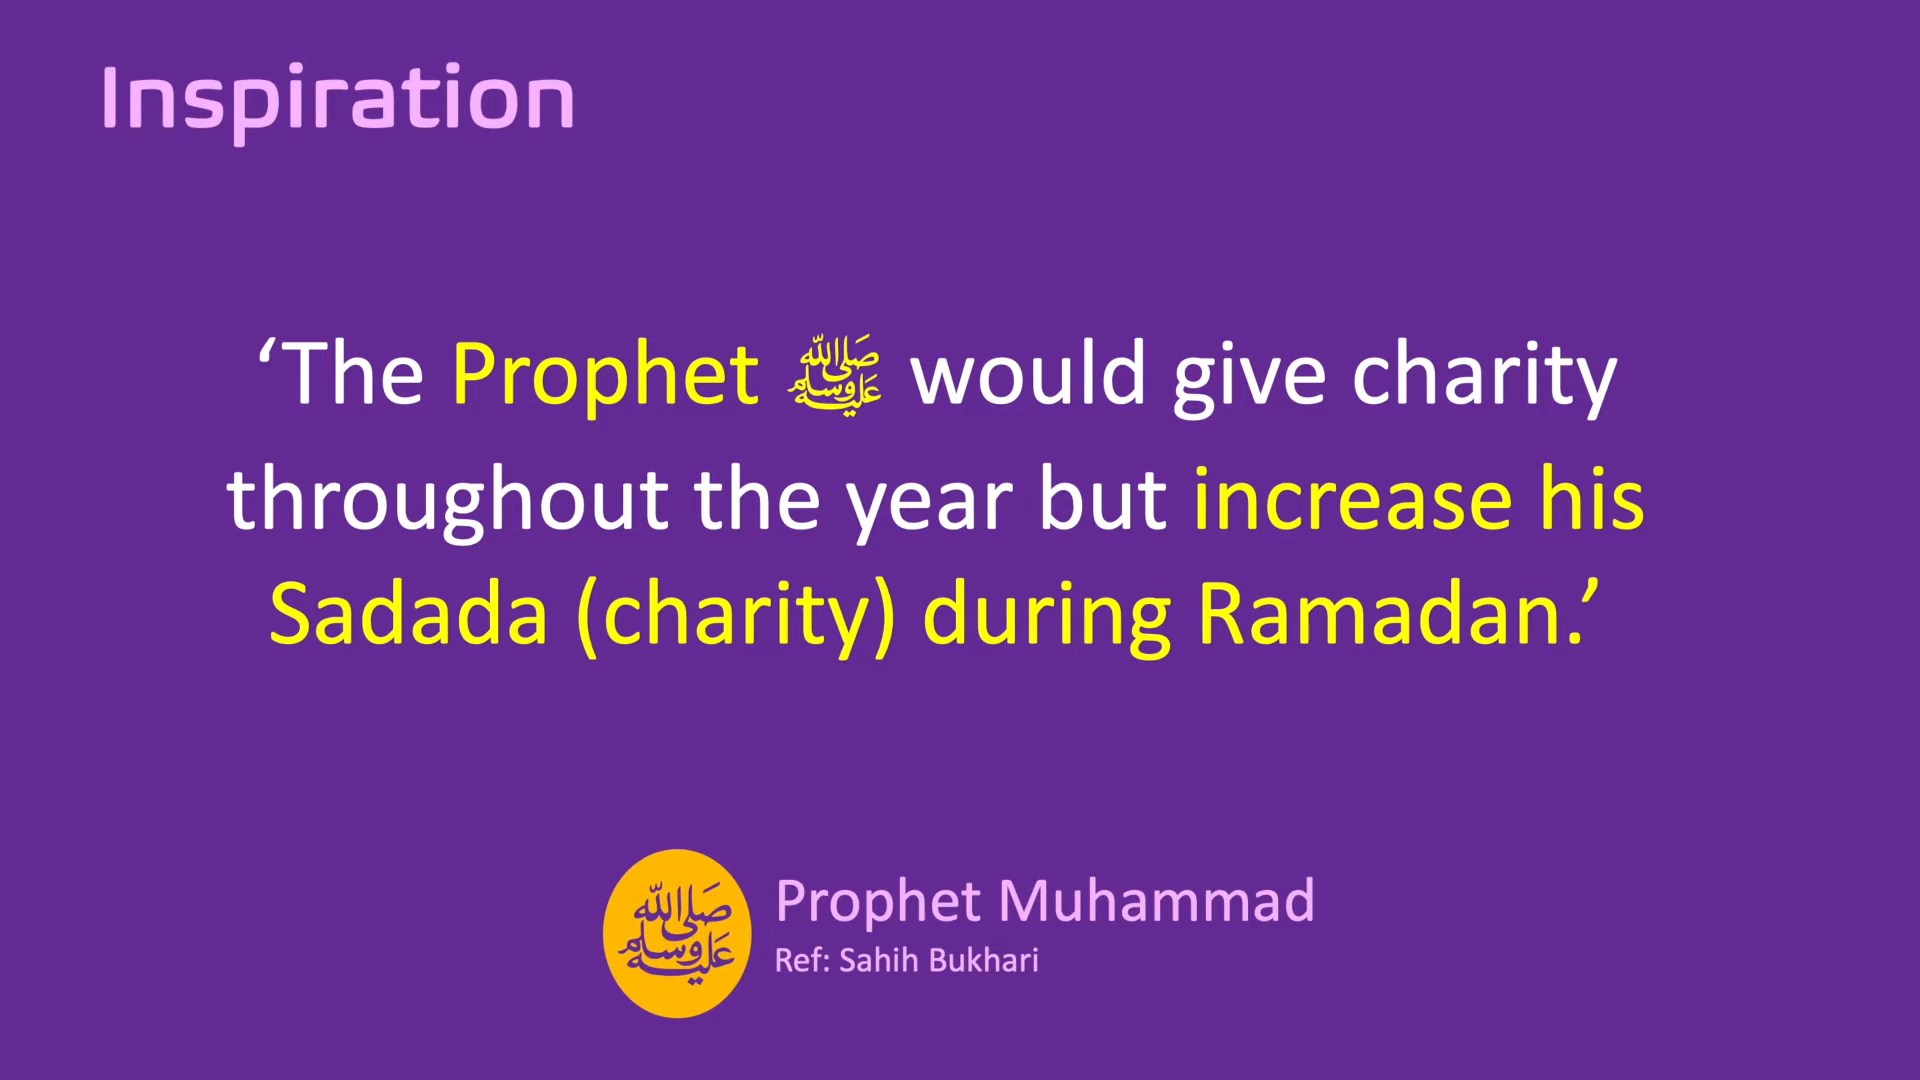 Inspiration
‘The Prophet ﷺ would give charity
throughout the year but increase his
Sadada (charity) during Ramadan.’
ﷺ
Prophet Muhammad
Ref: Sahih Bukhari